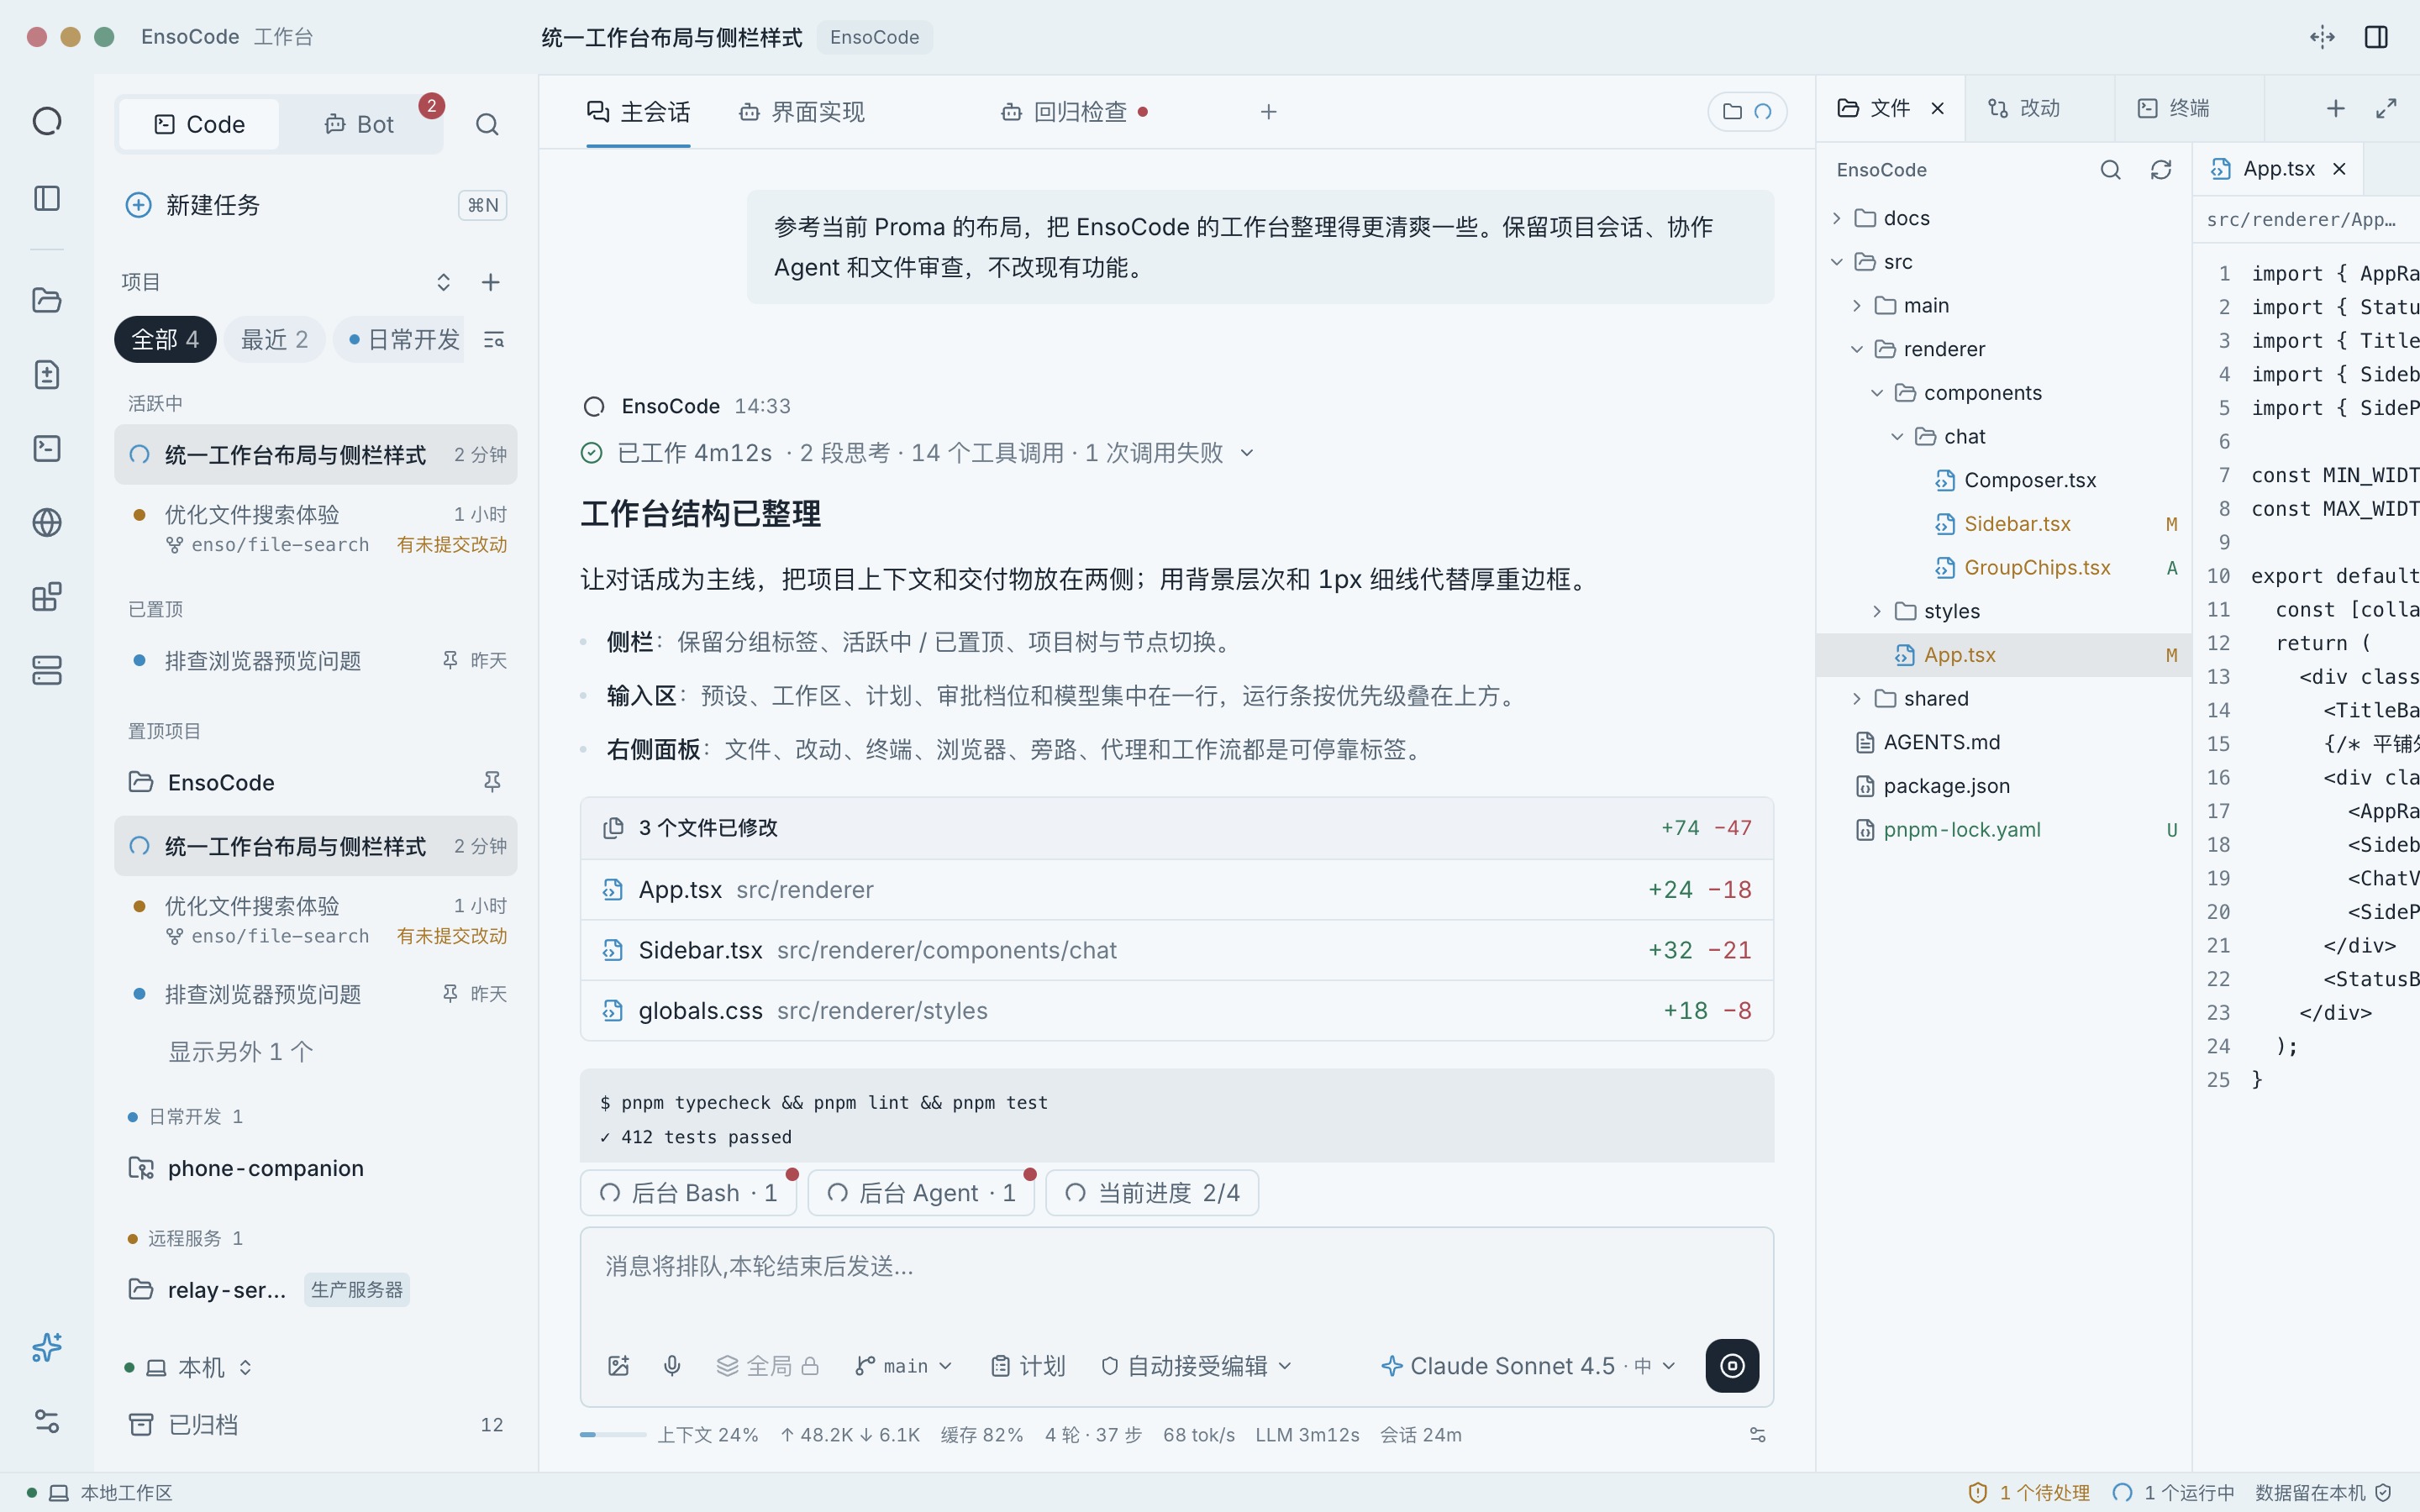 EnsoCode 工作台
统一工作台布局与侧栏样式 EnsoCode
Code
Bot
2
新建任务 ⌘N
项目
全部 4
最近 2
日常开发
活跃中
统一工作台布局与侧栏样式 2 分钟
优化文件搜索体验 1 小时
enso/file-search 有未提交改动
已置顶
排查浏览器预览问题 昨天
置顶项目
EnsoCode
统一工作台布局与侧栏样式 2 分钟
优化文件搜索体验 1 小时
enso/file-search 有未提交改动
排查浏览器预览问题 昨天
显示另外 1 个
日常开发 1
phone-companion
远程服务 1
relay-ser... 生产服务器
本机
已归档 12
主会话
界面实现
回归检查
参考当前 Proma 的布局，把 EnsoCode 的工作台整理得更清爽一些。保留项目会话、协作
Agent 和文件审查，不改现有功能。
EnsoCode 14:33
已工作 4m12s · 2 段思考 · 14 个工具调用 · 1 次调用失败
工作台结构已整理
让对话成为主线，把项目上下文和交付物放在两侧；用背景层次和 1px 细线代替厚重边框。
• 侧栏：保留分组标签、活跃中 / 已置顶、项目树与节点切换。
• 输入区：预设、工作区、计划、审批档位和模型集中在一行，运行条按优先级叠在上方。
• 右侧面板：文件、改动、终端、浏览器、旁路、代理和工作流都是可停靠标签。
3 个文件已修改 +74 −47
App.tsx src/renderer +24 −18
Sidebar.tsx src/renderer/components/chat +32 −21
globals.css src/renderer/styles +18 −8
$ pnpm typecheck && pnpm lint && pnpm test
✓ 412 tests passed
后台 Bash · 1
后台 Agent · 1
当前进度 2/4
消息将排队,本轮结束后发送...
全局
main
计划
自动接受编辑
Claude Sonnet 4.5 · 中
上下文 24% ↑ 48.2K ↓ 6.1K 缓存 82% 4 轮 · 37 步 68 tok/s LLM 3m12s 会话 24m
文件
改动
终端
EnsoCode
docs
src
main
renderer
components
chat
Composer.tsx
Sidebar.tsx M
GroupChips.tsx A
styles
App.tsx M
shared
AGENTS.md
package.json
pnpm-lock.yaml U
App.tsx
src/renderer/App…
1 import { AppRa
2 import { Statu
3 import { Title
4 import { Sideb
5 import { SideP
6
7 const MIN_WIDT
8 const MAX_WIDT
9
10 export default
11 const [colla
12 return (
13 <div class
14 <TitleBa
15 {/* 平铺
16 <div cla
17 <AppRa
18 <Sideb
19 <ChatV
20 <SideP
21 </div>
22 <StatusB
23 </div>
24 );
25 }
本地工作区
1 个待处理
1 个运行中
数据留在本机